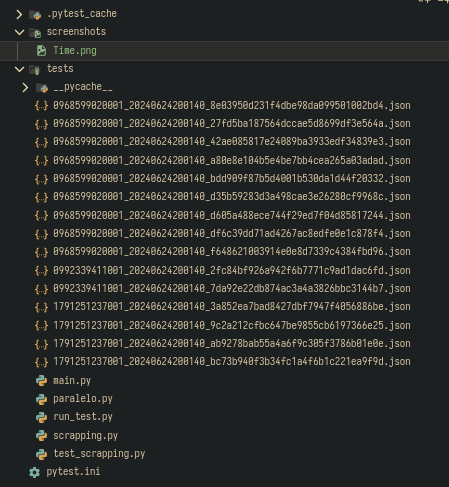 .pytest_cache
screenshots
Time.png
tests
__pycache__
0968599020001_20240624200140_8e03950d231f4dbe98da099501002bd4.json
0968599020001_20240624200140_27fd5ba187564dccae5d8699df3e564a.json
0968599020001_20240624200140_42ae085817e24089ba3933edf34839e3.json
0968599020001_20240624200140_a80e8e104b5e4be7bb4cea265a03adad.json
0968599020001_20240624200140_bdd909f87b5d4001b530da1d44f20332.json
0968599020001_20240624200140_d35b59283d3a498cae3e26280cf9968c.json
0968599020001_20240624200140_d605a488ece744f29ed7f04d85817244.json
0968599020001_20240624200140_df6c39dd71ad4267ac8edfe0e1c878f4.json
0968599020001_20240624200140_f648621003914e0e8d7339c4384fbd96.json
0992339411001_20240624200140_2fc84bf926a942f6b7771c9ad1dac6fd.json
0992339411001_20240624200140_7da92e22db874ac3a4a3826bbc3144b7.json
1791251237001_20240624200140_3a852ea7bad8427dbf7947f4056886be.json
1791251237001_20240624200140_9c2a212cfbc647be9855cb6197366e25.json
1791251237001_20240624200140_ab9278bab55a4a6f9c305f3786b01e0e.json
1791251237001_20240624200140_bc73b940f3b34fc1a4f6b1c221ea9f9d.json
main.py
paralelo.py
run_test.py
scrapping.py
test_scrapping.py
pytest.ini